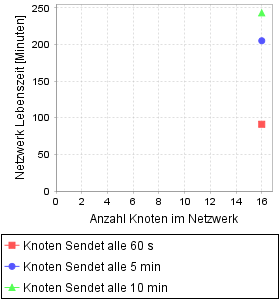 Netzwerk Lebenszeit [Minuten]
250
200
150
100
50
0
0 2 4 6 8 10 12 14 16
Anzahl Knoten im Netzwerk
Knoten Sendet alle 60 s
Knoten Sendet alle 5 min
Knoten Sendet alle 10 min